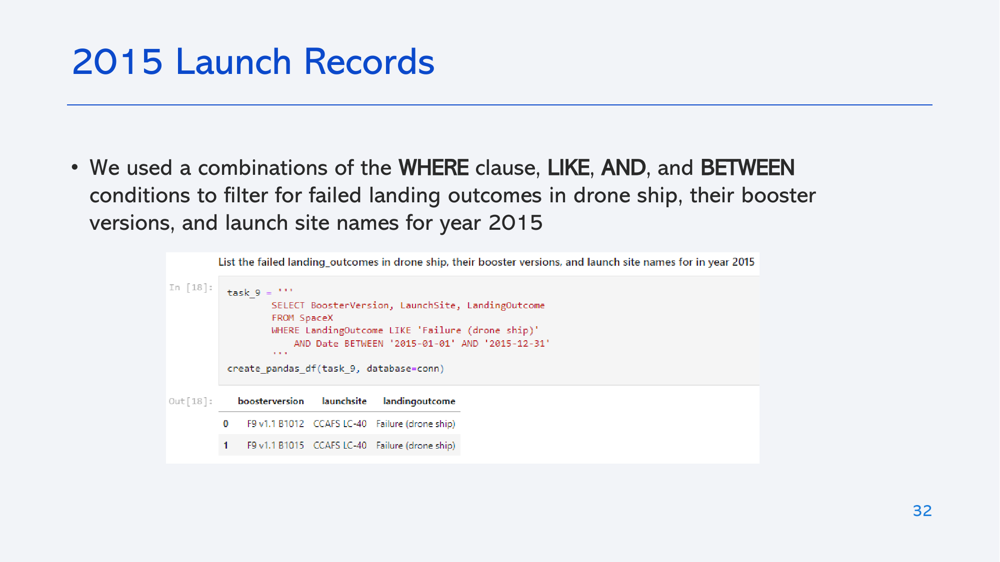 2015 Launch Records
• We used a combinations of the WHERE clause, LIKE, AND, and BETWEEN
conditions to filter for failed landing outcomes in drone ship, their booster
versions, and launch site names for year 2015
List the failed landing_outcomes in drone ship, their booster versions, and launch site names for in year 2015
In [18]:
task_9 = '''
SELECT BoosterVersion, LaunchSite, LandingOutcome
FROM SpaceX
WHERE LandingOutcome LIKE 'Failure (drone ship)'
AND Date BETWEEN '2015-01-01' AND '2015-12-31'
'''
create_pandas_df(task_9, database=conn)
Out[18]:
boosterversion launchsite landingoutcome
0 F9 v1.1 B1012 CCAFS LC-40 Failure (drone ship)
1 F9 v1.1 B1015 CCAFS LC-40 Failure (drone ship)
32